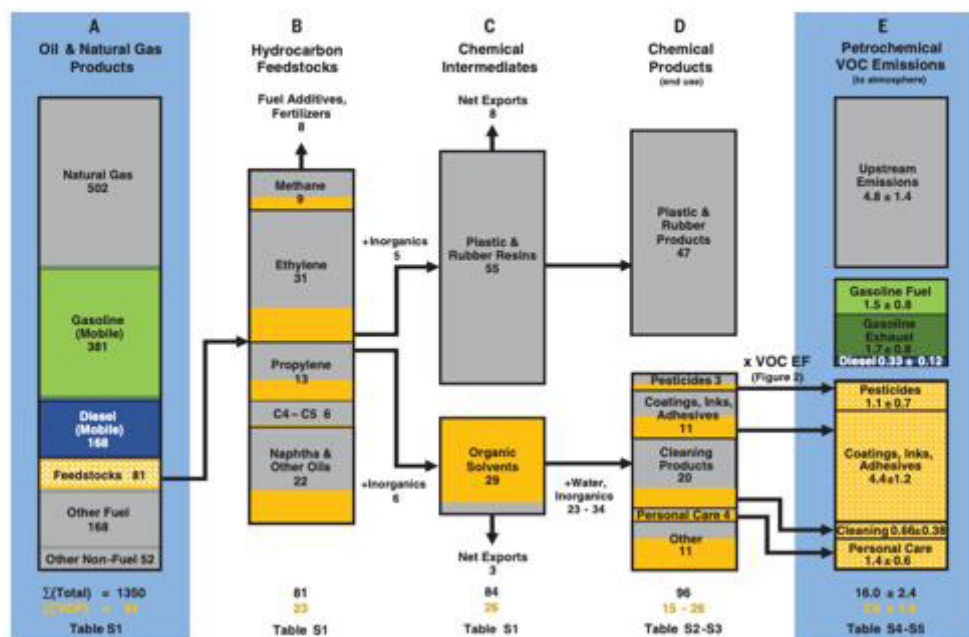 A
Oil & Natural Gas
Products
Natural Gas
502
Gasoline
(Mobile)
381
Diesel
(Mobile)
168
Feedstocks 81
Other Fuel
168
Other Non-Fuel 52
Σ(Total) = 1350
Table S1
B
Hydrocarbon
Feedstocks
Fuel Additives,
Fertilizers
8
Methane
9
Ethylene
31
Propylene
13
C4 – C5 6
Naphtha &
Other Oils
22
81
23
Table S1
+Inorganics
5
+Inorganics
6
C
Chemical
Intermediates
Net Exports
8
Plastic &
Rubber Resins
55
Organic
Solvents
29
Net Exports
3
84
26
Table S1
+Water,
Inorganics
23 - 34
D
Chemical
Products
(end use)
Plastic & Rubber
Products
47
Pesticides 3
Coatings, Inks,
Adhesives
11
Cleaning
Products
20
Personal Care 4
Other
11
96
15 - 26
Table S2-S3
x VOC EF
(Figure 2)
E
Petrochemical
VOC Emissions
(to atmosphere)
Upstream
Emissions
4.8 ± 1.4
Gasoline Fuel
1.5 ± 0.8
Gasoline
Exhaust
1.7 ± 0.8
Diesel 0.33 ± 0.12
Pesticides
1.1 ± 0.7
Coatings, Inks,
Adhesives
4.4±1.2
Cleaning 0.66±0.38
Personal Care
1.4 ± 0.6
16.0 ± 2.4
Table S4-S5